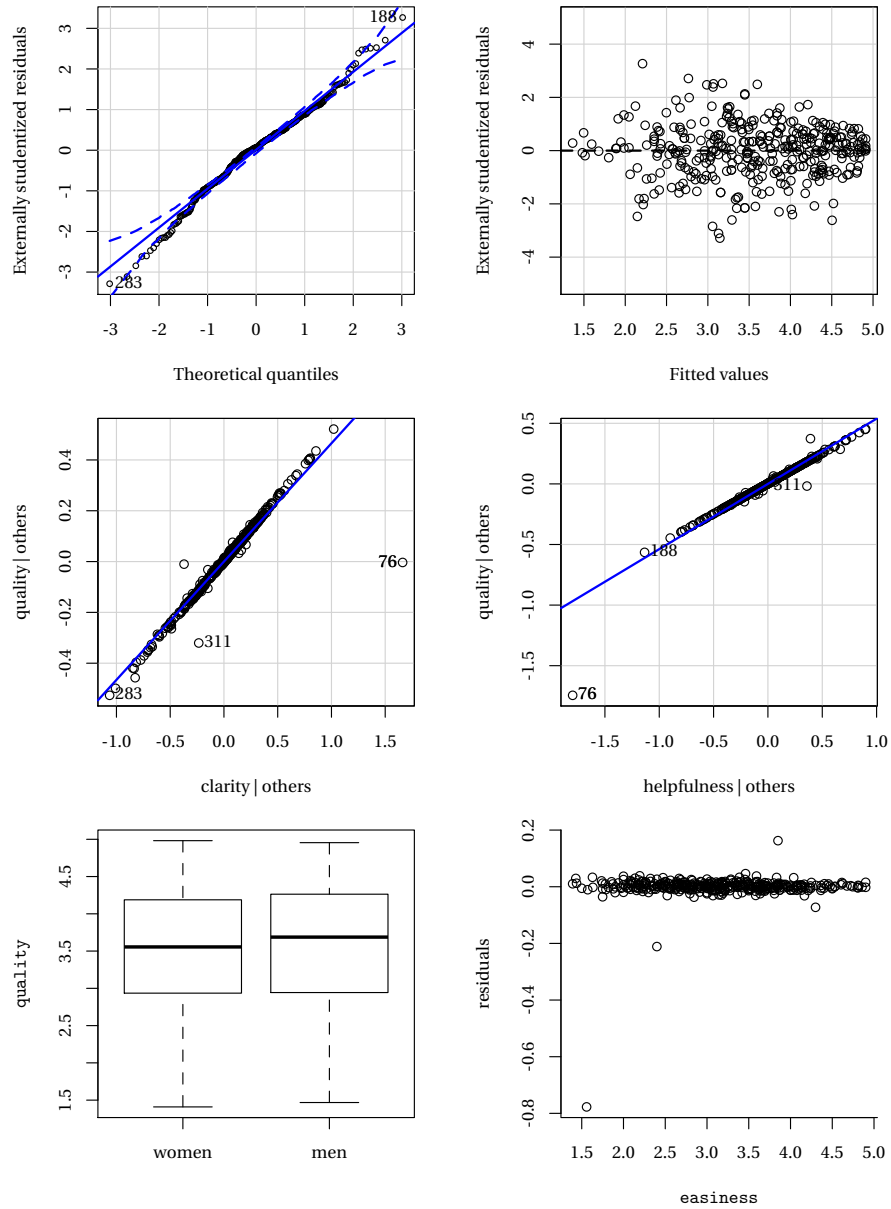 Externally studentized residuals
3
2
1
0
-1
-2
-3
188
283
-3 -2 -1 0 1 2 3
Theoretical quantiles
Externally studentized residuals
4
2
0
-2
-4
1.5 2.0 2.5 3.0 3.5 4.0 4.5 5.0
Fitted values
quality | others
0.4
0.2
0.0
-0.2
-0.4
76
311
283
-1.0 -0.5 0.0 0.5 1.0 1.5
clarity | others
quality | others
0.5
0.0
-0.5
-1.0
-1.5
311
188
76
-1.5 -1.0 -0.5 0.0 0.5 1.0
helpfulness | others
quality
4.5
3.5
2.5
1.5
women men
residuals
0.2
0.0
-0.2
-0.4
-0.6
-0.8
1.5 2.0 2.5 3.0 3.5 4.0 4.5 5.0
easiness